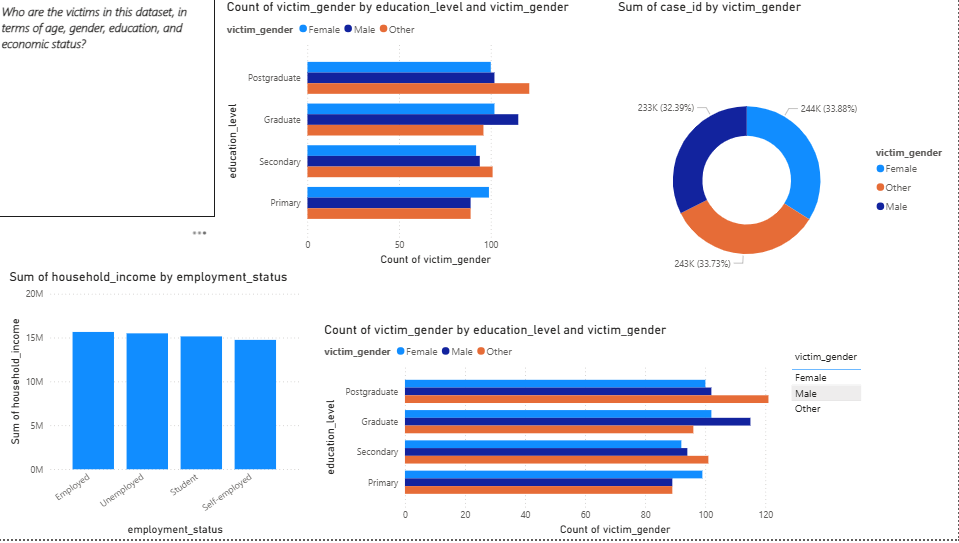 Who are the victims in this dataset, in
terms of age, gender, education, and
economic status?
Count of victim_gender by education_level and victim_gender
victim_gender Female Male Other
education_level
Postgraduate
Graduate
Secondary
Primary
0 50 100
Count of victim_gender
Sum of case_id by victim_gender
233K (32.39%)
244K (33.88%)
243K (33.73%)
victim_gender
Female
Other
Male
Sum of household_income by employment_status
Sum of household_income
20M
15M
10M
5M
0M
Employed Unemployed Student Self-employed
employment_status
Count of victim_gender by education_level and victim_gender
victim_gender Female Male Other
education_level
Postgraduate
Graduate
Secondary
Primary
0 20 40 60 80 100 120
Count of victim_gender
victim_gender
Female
Male
Other